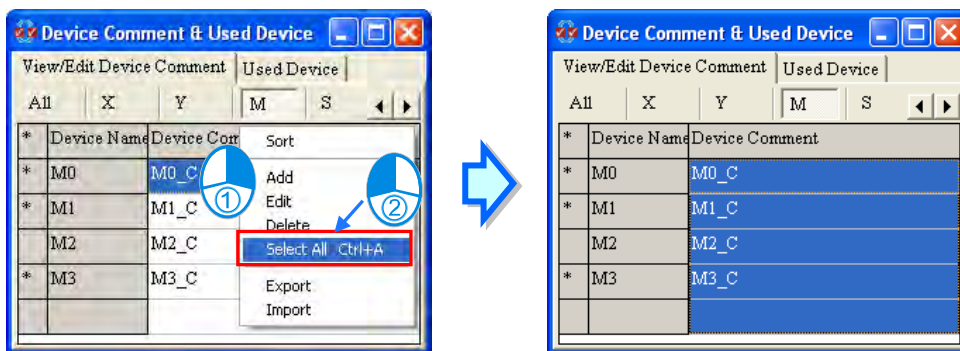 Device Comment & Used Device
View/Edit Device Comment Used Device
All X Y M S
* Device Name Device Com
* M0 M0_C
* M1 M1_C
M2 M2_C
* M3 M3_C
Sort
Add
Edit
Delete
Select All Ctrl+A
Export
Import
1
2
Device Comment & Used Device
View/Edit Device Comment Used Device
All X Y M S
* Device Name Device Comment
* M0 M0_C
* M1 M1_C
M2 M2_C
* M3 M3_C